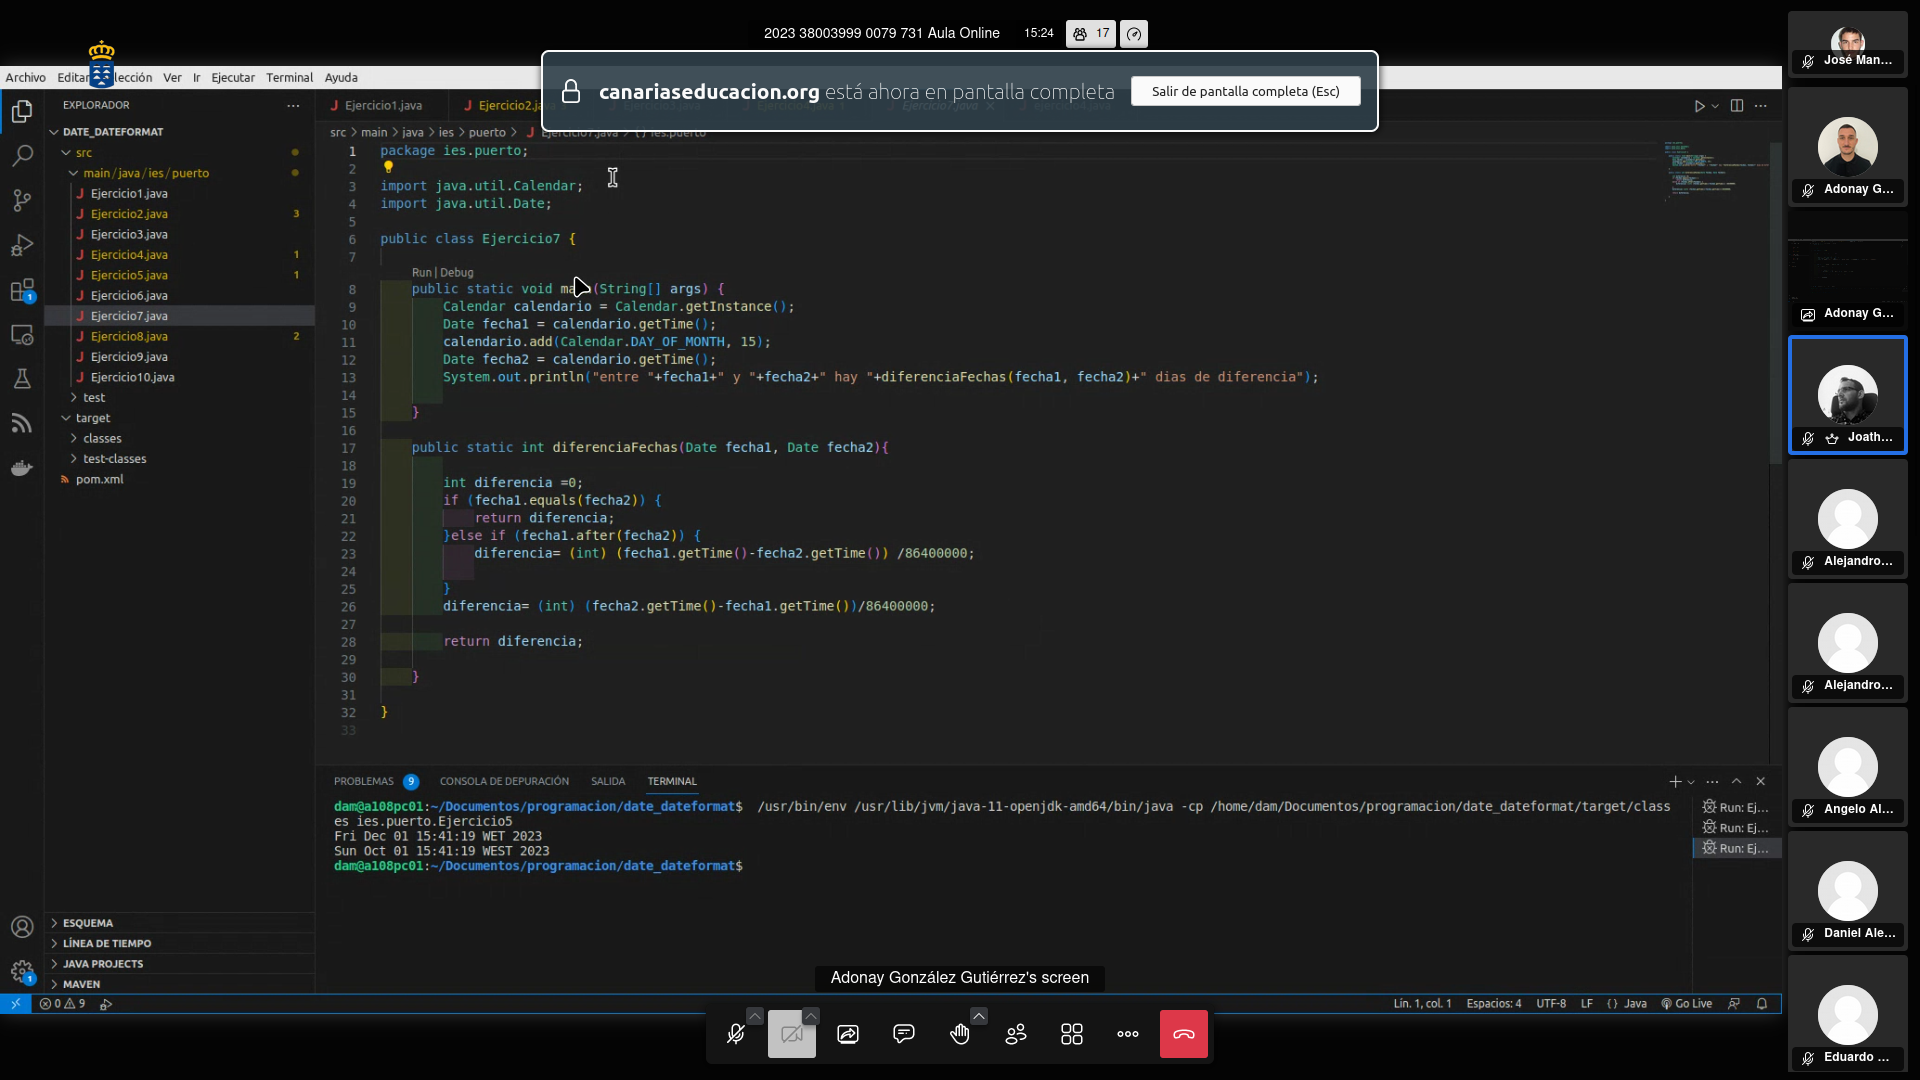 2023 38003999 0079 731 Aula Online 15:24 17
canariaseducacion.org está ahora en pantalla completa Salir de pantalla completa (Esc)
Archivo Editar lección Ver Ir Ejecutar Terminal Ayuda
EXPLORADOR
DATE_DATEFORMAT
src
main/java/ies/puerto
Ejercicio1.java
Ejercicio2.java 3
Ejercicio3.java
Ejercicio4.java 1
Ejercicio5.java 1
Ejercicio6.java
Ejercicio7.java
Ejercicio8.java 2
Ejercicio9.java
Ejercicio10.java
test
target
classes
test-classes
pom.xml
ESQUEMA
LÍNEA DE TIEMPO
JAVA PROJECTS
MAVEN
Ejercicio1.java Ejercicio2.java
src > main > java > ies > puerto > Ejercicio7.java > {} ies.puerto
1 package ies.puerto;
2
3 import java.util.Calendar;
4 import java.util.Date;
5
6 public class Ejercicio7 {
7
Run | Debug
8 public static void main(String[] args) {
9 Calendar calendario = Calendar.getInstance();
10 Date fecha1 = calendario.getTime();
11 calendario.add(Calendar.DAY_OF_MONTH, 15);
12 Date fecha2 = calendario.getTime();
13 System.out.println("entre "+fecha1+" y "+fecha2+" hay "+diferenciaFechas(fecha1, fecha2)+" dias de diferencia");
14
15 }
16
17 public static int diferenciaFechas(Date fecha1, Date fecha2){
18
19 int diferencia =0;
20 if (fecha1.equals(fecha2)) {
21 return diferencia;
22 }else if (fecha1.after(fecha2)) {
23 diferencia= (int) (fecha1.getTime()-fecha2.getTime()) /86400000;
24
25 }
26 diferencia= (int) (fecha2.getTime()-fecha1.getTime())/86400000;
27
28 return diferencia;
29
30 }
31
32 }
33
PROBLEMAS 9 CONSOLA DE DEPURACIÓN SALIDA TERMINAL
dam@a108pc01:~/Documentos/programacion/date_dateformat$ /usr/bin/env /usr/lib/jvm/java-11-openjdk-amd64/bin/java -cp /home/dam/Documentos/programacion/date_dateformat/target/class
es ies.puerto.Ejercicio5
Fri Dec 01 15:41:19 WET 2023
Sun Oct 01 15:41:19 WEST 2023
dam@a108pc01:~/Documentos/programacion/date_dateformat$
Run: Ej...
Run: Ej...
Run: Ej...
Adonay González Gutiérrez's screen
0 9
Lín. 1, col. 1 Espacios: 4 UTF-8 LF {} Java Go Live
1
1
José Man...
Adonay G...
Adonay G...
Joath...
Alejandro...
Alejandro...
Angelo Al...
Daniel Ale...
Eduardo ...